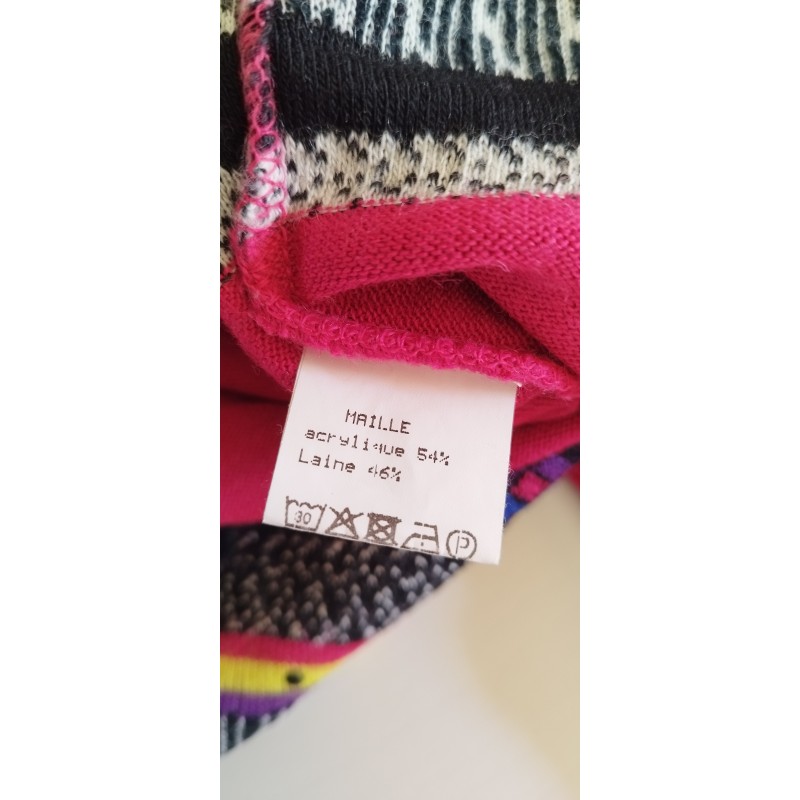 MAILLE
acrylique 54%
Laine 46%
30 P